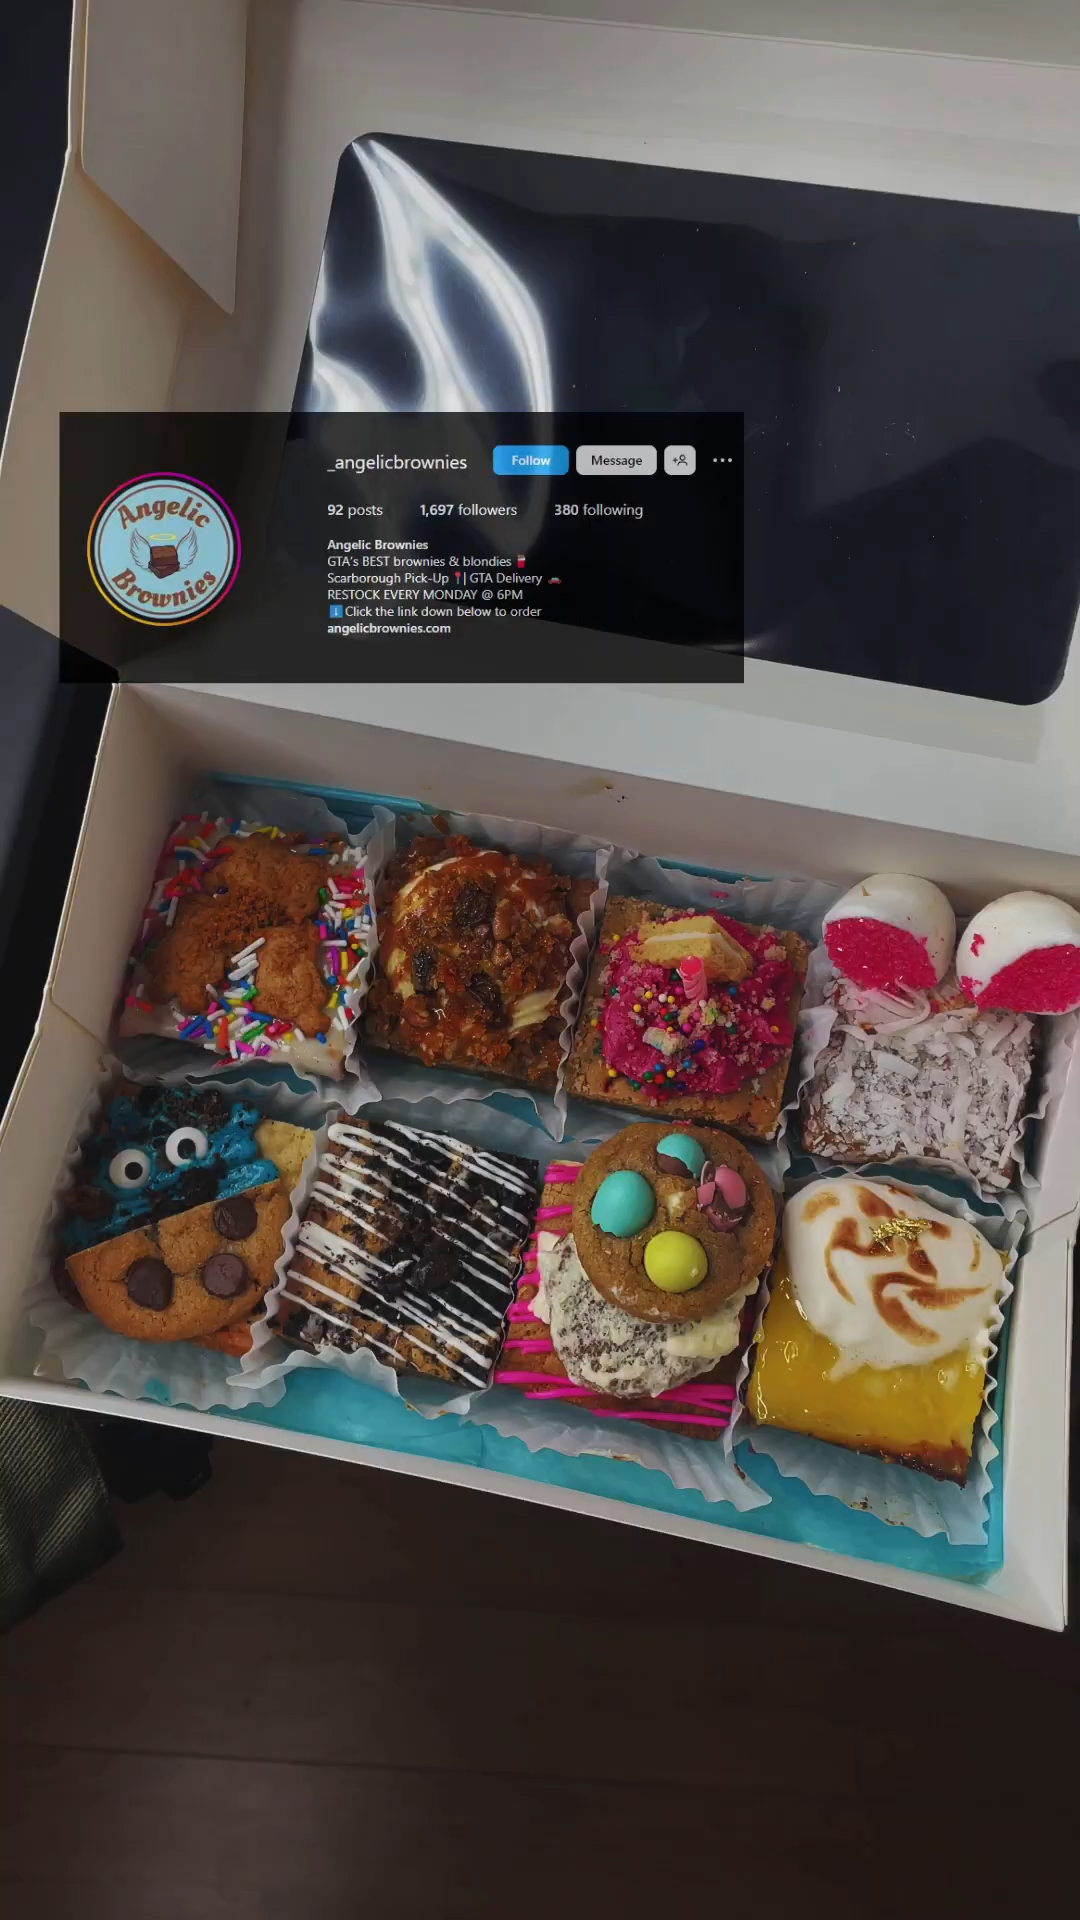 _angelicbrownies Follow Message
92 posts 1,697 followers 380 following
Angelic
Brownies
Angelic Brownies
GTA's BEST brownies & blondies 🥤
Scarborough Pick-Up 📍| GTA Delivery 🚗
RESTOCK EVERY MONDAY @ 6PM
⬇️Click the link down below to order
angelicbrownies.com